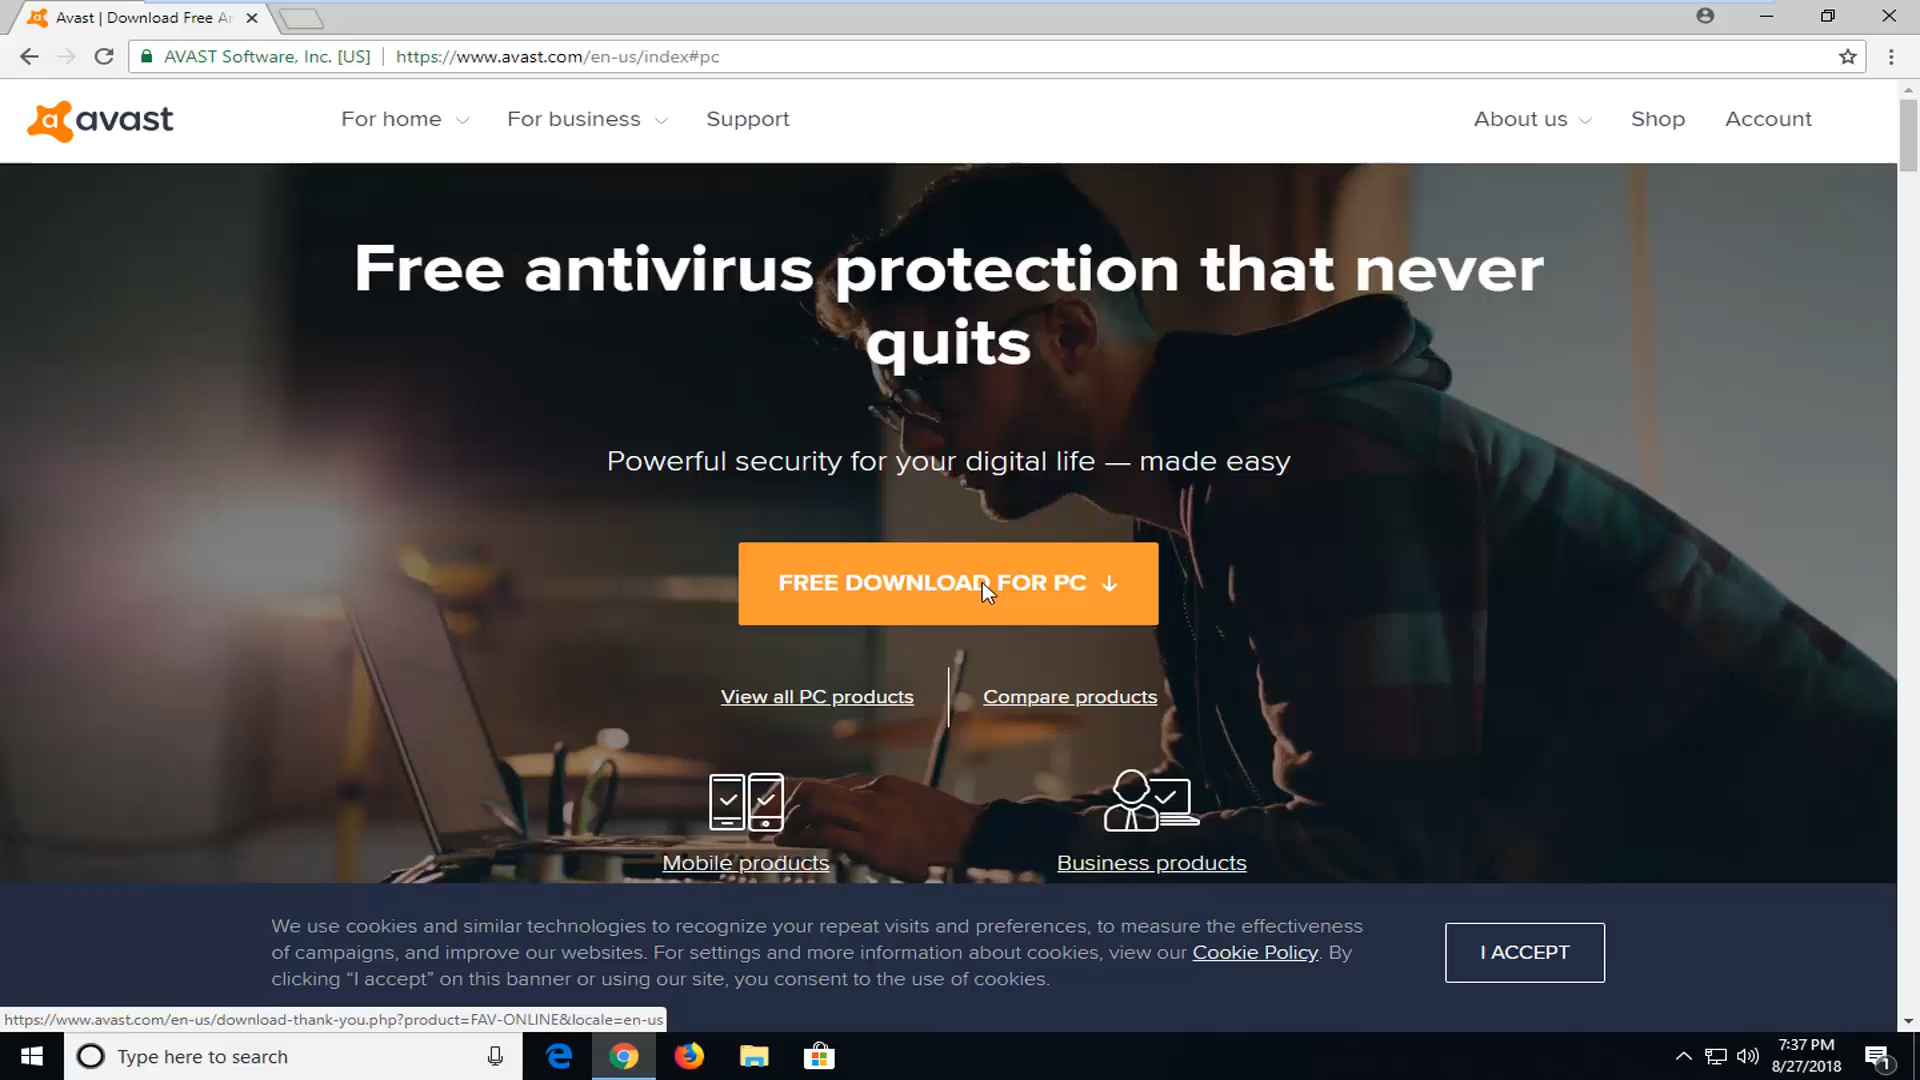 Avast | Download Free Ar
AVAST Software, Inc. [US]
https://www.avast.com/en-us/index#pc
avast
For home
For business
Support
About us
Shop
Account
Free antivirus protection that never
quits
Powerful security for your digital life — made easy
FREE DOWNLOAD FOR PC
View all PC products
Compare products
Mobile products
Business products
We use cookies and similar technologies to recognize your repeat visits and preferences, to measure the effectiveness
of campaigns, and improve our websites. For settings and more information about cookies, view our Cookie Policy. By
clicking “I accept” on this banner or using our site, you consent to the use of cookies.
I ACCEPT
https://www.avast.com/en-us/download-thank-you.php?product=FAV-ONLINE&locale=en-us
Type here to search
7:37 PM
8/27/2018
1